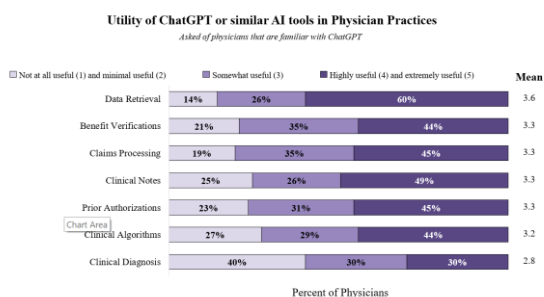 Utility of ChatGPT or similar AI tools in Physician Practices
Asked of physicians that are familiar with ChatGPT
Not at all useful (1) and minimal useful (2) Somewhat useful (3) Highly useful (4) and extremely useful (5) Mean
Data Retrieval 14% 26% 60% 3.6
Benefit Verifications 21% 35% 44% 3.3
Claims Processing 19% 35% 45% 3.3
Clinical Notes 25% 26% 49% 3.3
Prior Authorizations 23% 31% 45% 3.3
Chart Area
Clinical Algorithms 27% 29% 44% 3.2
Clinical Diagnosis 40% 30% 30% 2.8
Percent of Physicians